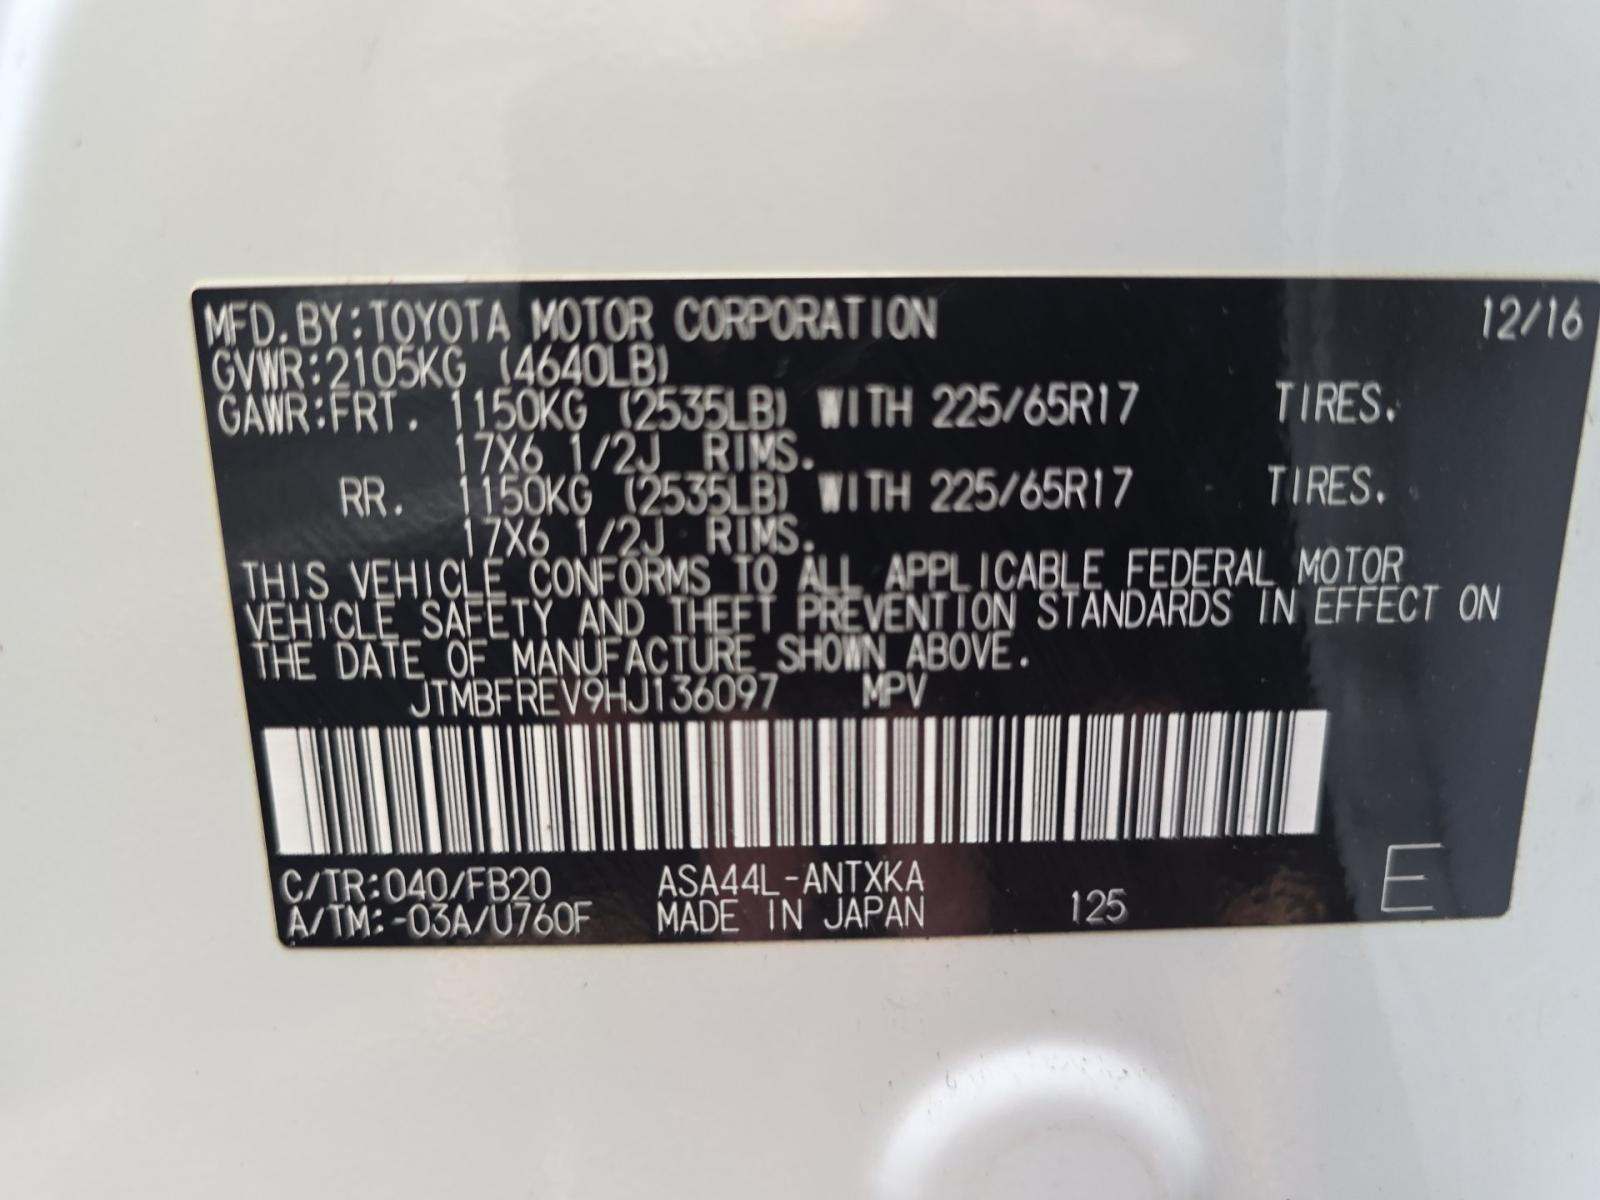 MFD.BY:TOYOTA MOTOR CORPORATION 12/16
GVWR:2105KG (4640LB)
GAWR:FRT. 1150KG (2535LB) WITH 225/65R17 TIRES.
17X6 1/2J RIMS.
RR. 1150KG (2535LB) WITH 225/65R17 TIRES.
17X6 1/2J RIMS.
THIS VEHICLE CONFORMS TO ALL APPLICABLE FEDERAL MOTOR
VEHICLE SAFETY AND THEFT PREVENTION STANDARDS IN EFFECT ON
THE DATE OF MANUFACTURE SHOWN ABOVE.
JTMBFREV9HJ136097 MPV
C/TR:040/FB20 ASA44L-ANTXKA
A/TM:-03A/U760F MADE IN JAPAN 125 E